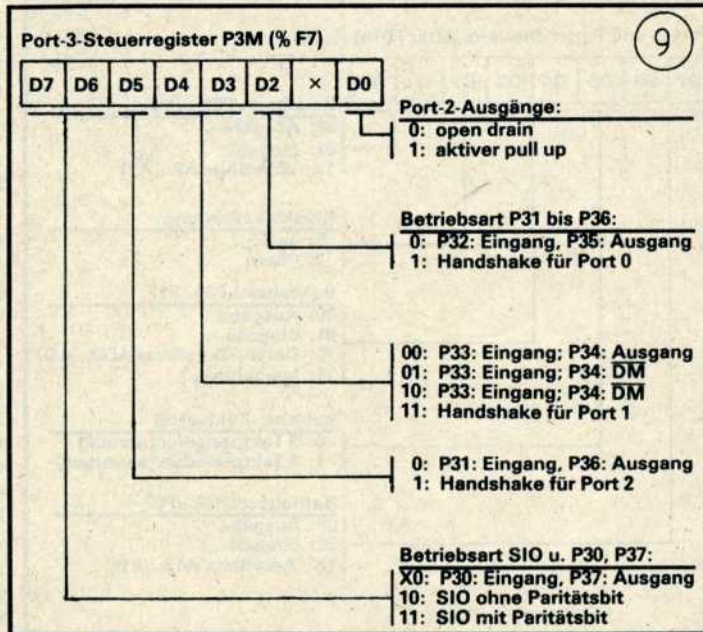 Port-3-Steuerregister P3M (% F7)
9
D7 D6 D5 D4 D3 D2 × D0
Port-2-Ausgänge:
0: open drain
1: aktiver pull up
Betriebsart P31 bis P36:
0: P32: Eingang, P35: Ausgang
1: Handshake für Port 0
00: P33: Eingang; P34: Ausgang
01: P33: Eingang; P34: D̅M̅
10: P33: Eingang; P34: D̅M̅
11: Handshake für Port 1
0: P31: Eingang, P36: Ausgang
1: Handshake für Port 2
Betriebsart SIO u. P30, P37:
X0: P30: Eingang, P37: Ausgang
10: SIO ohne Paritätsbit
11: SIO mit Paritätsbit